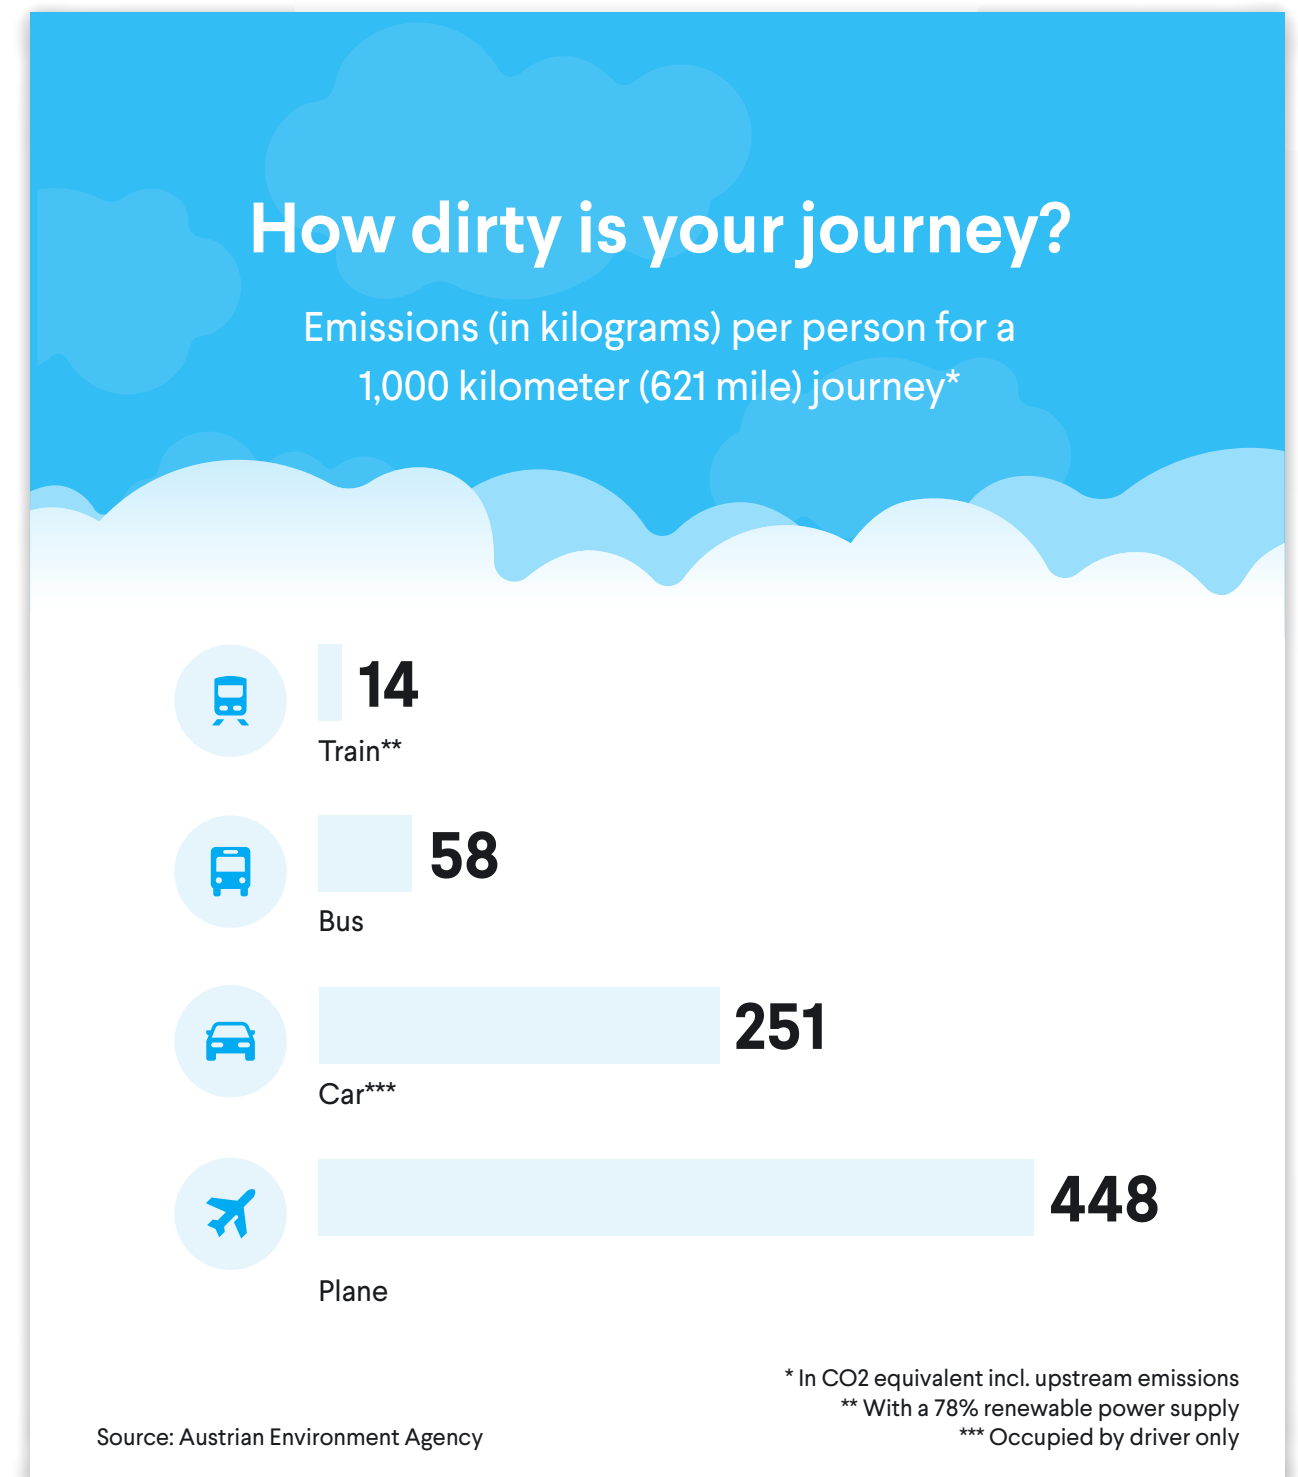 How dirty is your journey?
Emissions (in kilograms) per person for a
1,000 kilometer (621 mile) journey*
14
Train**
58
Bus
251
Car***
448
Plane
* In CO2 equivalent incl. upstream emissions
** With a 78% renewable power supply
*** Occupied by driver only
Source: Austrian Environment Agency